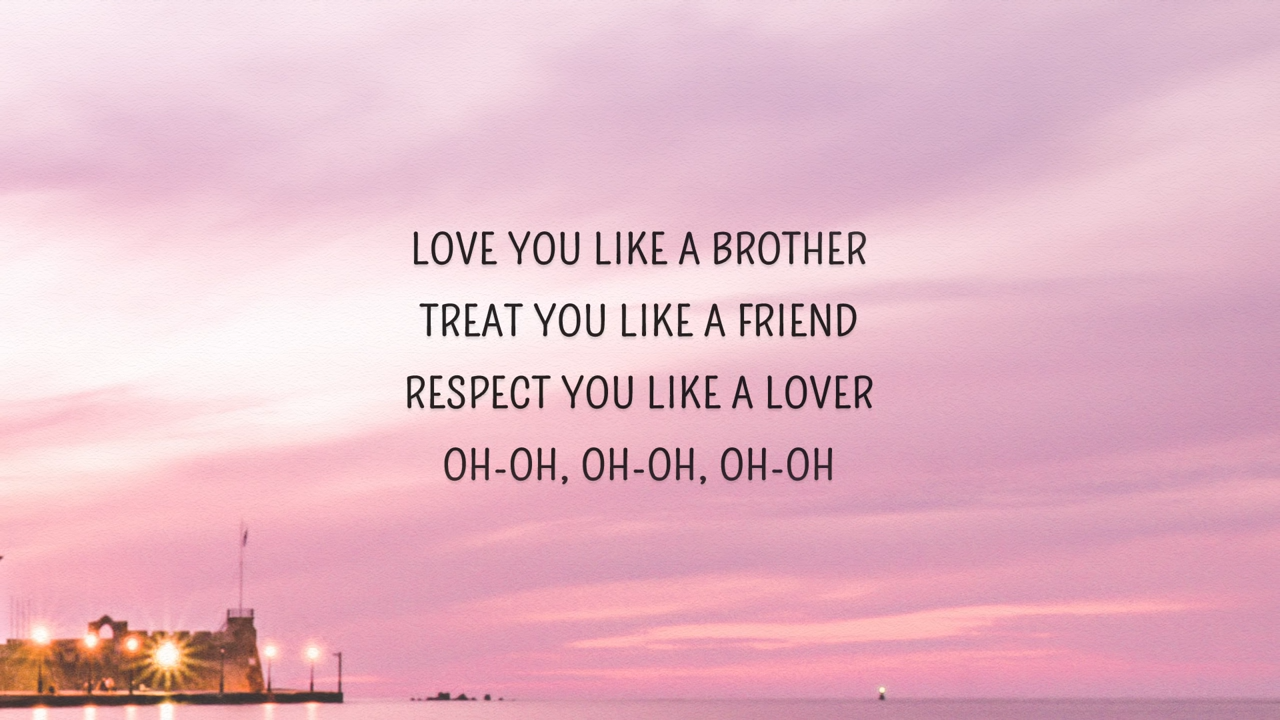 LOVE YOU LIKE A BROTHER
TREAT YOU LIKE A FRIEND
RESPECT YOU LIKE A LOVER
OH-OH, OH-OH, OH-OH